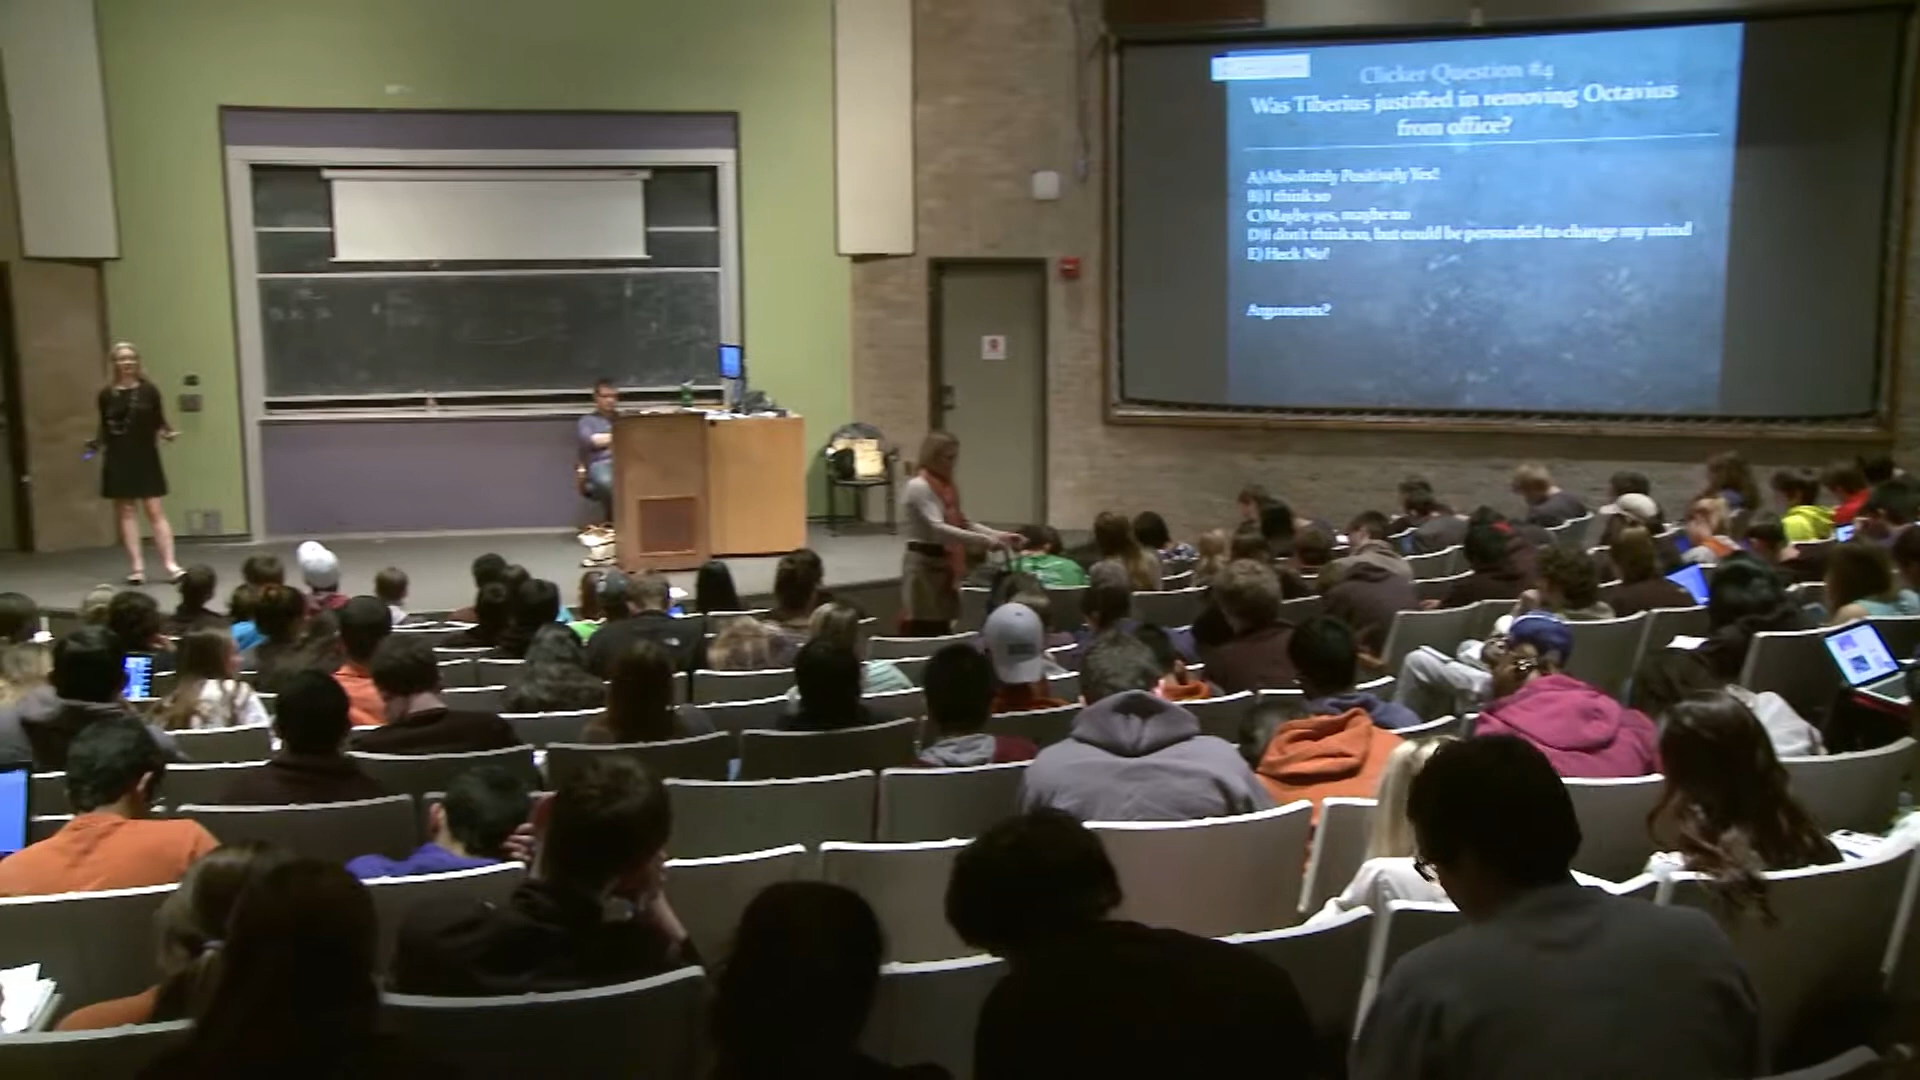 Clicker Question #4
Was Tiberius justified in removing Octavius
from office?
A) Absolutely Positively Yes!
B) I think so
C) Maybe yes, maybe no
D) I don't think so, but could be persuaded to change my mind
E) Heck No!
Arguments?